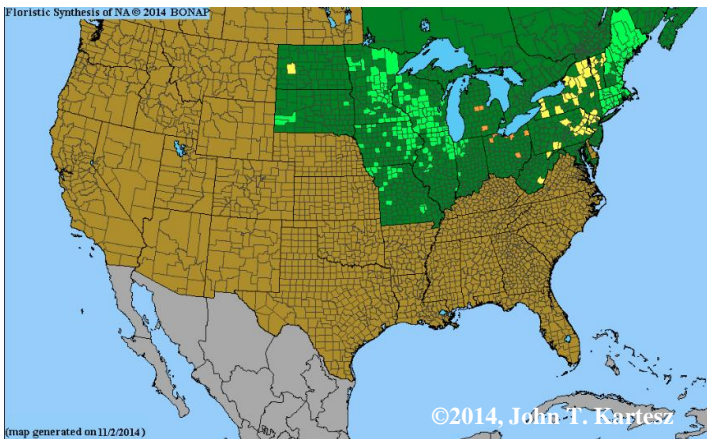 Floristic Synthesis of NA © 2014 BONAP
©2014, John T. Kartesz
(map generated on 11/2/2014 )